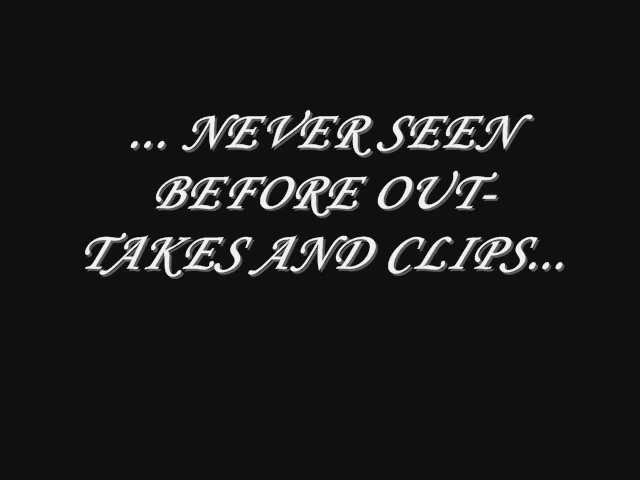 ... NEVER SEEN
BEFORE OUT-
TAKES AND CLIPS...